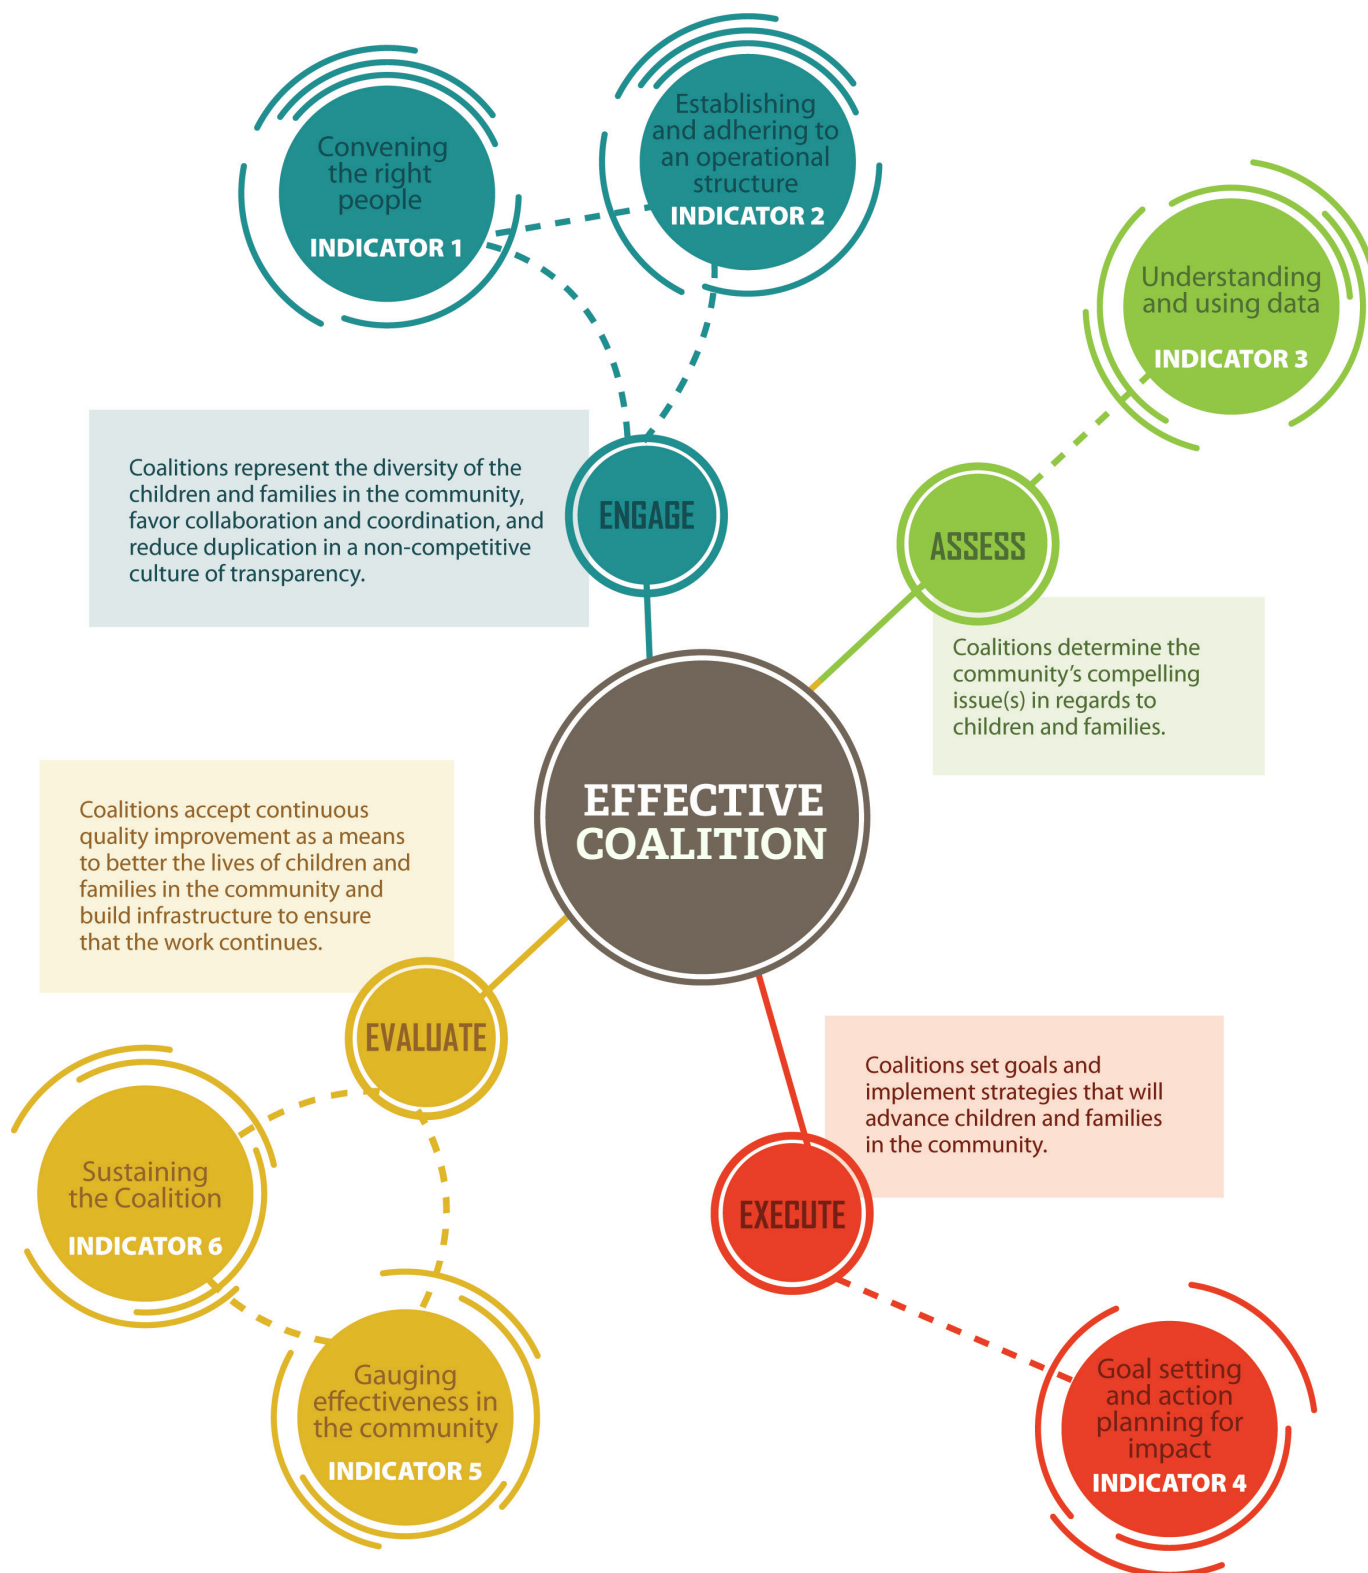 Convening
the right
people
INDICATOR 1
Establishing
and adhering to
an operational
structure
INDICATOR 2
Understanding
and using data
INDICATOR 3
Coalitions represent the diversity of the
children and families in the community,
favor collaboration and coordination, and
reduce duplication in a non-competitive
culture of transparency.
ENGAGE
ASSESS
Coalitions determine the
community’s compelling
issue(s) in regards to
children and families.
EFFECTIVE
COALITION
Coalitions accept continuous
quality improvement as a means
to better the lives of children and
families in the community and
build infrastructure to ensure
that the work continues.
EVALUATE
Coalitions set goals and
implement strategies that will
advance children and families
in the community.
EXECUTE
Sustaining
the Coalition
INDICATOR 6
Gauging
effectiveness in
the community
INDICATOR 5
Goal setting
and action
planning for
impact
INDICATOR 4